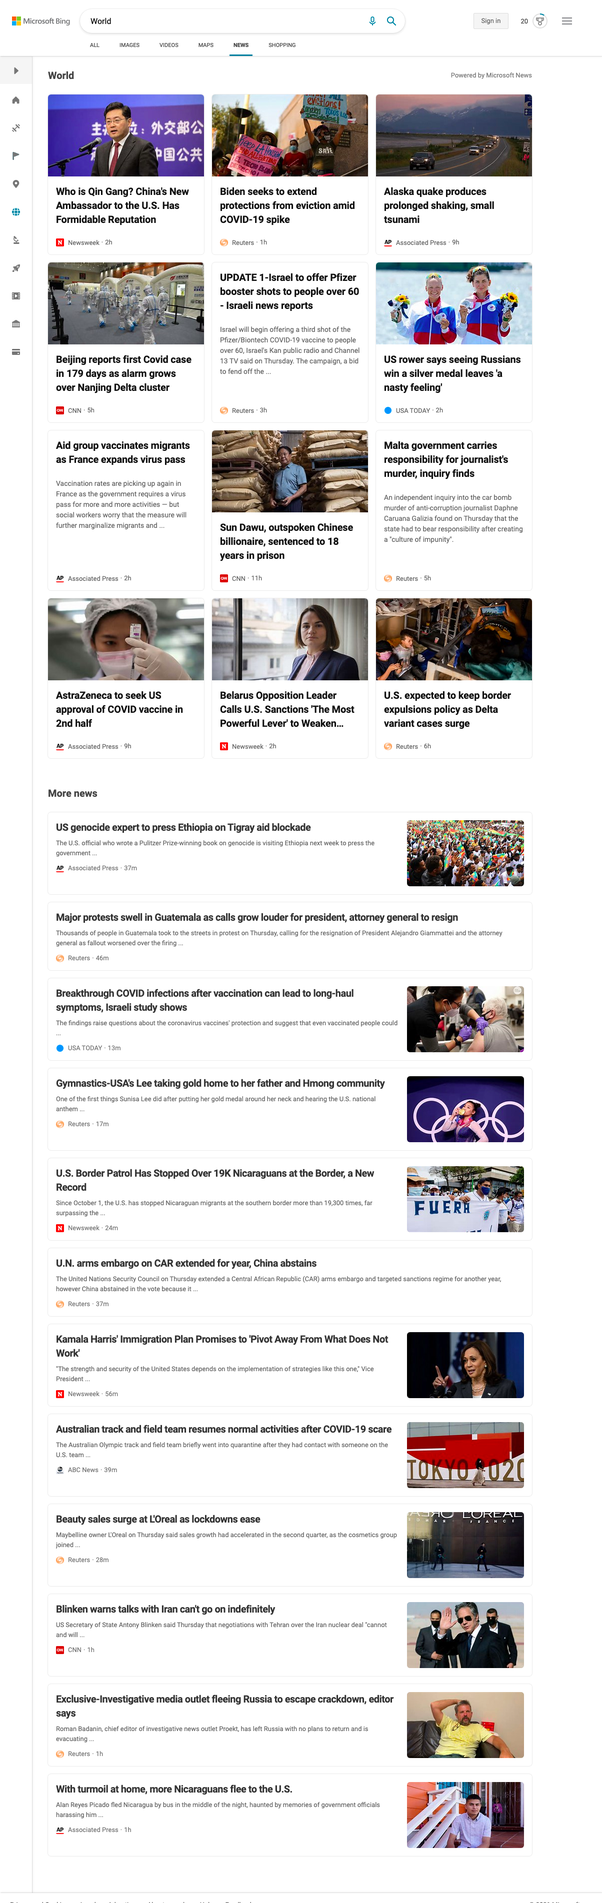 Microsoft Bing
World
Sign in
20
ALL
IMAGES
VIDEOS
MAPS
NEWS
SHOPPING
World
Powered by Microsoft News
Who is Qin Gang? China's New
Ambassador to the U.S. Has
Formidable Reputation
Newsweek · 2h
Biden seeks to extend
protections from eviction amid
COVID-19 spike
Reuters · 1h
Alaska quake produces
prolonged shaking, small
tsunami
AP Associated Press · 9h
Beijing reports first Covid case
in 179 days as alarm grows
over Nanjing Delta cluster
CNN · 5h
UPDATE 1-Israel to offer Pfizer
booster shots to people over 60
- Israeli news reports
Israel will begin offering a third shot of the
Pfizer/Biontech COVID-19 vaccine to people
over 60, Israel's Kan public radio and Channel
13 TV said on Thursday. The campaign, a bid
to fend off the ...
Reuters · 3h
US rower says seeing Russians
win a silver medal leaves 'a
nasty feeling'
USA TODAY · 2h
Aid group vaccinates migrants
as France expands virus pass
Vaccination rates are picking up again in
France as the government requires a virus
pass for more and more activities — but
social workers worry that the measure will
further marginalize migrants and ...
AP Associated Press · 2h
Sun Dawu, outspoken Chinese
billionaire, sentenced to 18
years in prison
CNN · 11h
Malta government carries
responsibility for journalist's
murder, inquiry finds
An independent inquiry into the car bomb
murder of anti-corruption journalist Daphne
Caruana Galizia found on Thursday that the
state had to bear responsibility after creating
a "culture of impunity".
Reuters · 5h
AstraZeneca to seek US
approval of COVID vaccine in
2nd half
AP Associated Press · 9h
Belarus Opposition Leader
Calls U.S. Sanctions 'The Most
Powerful Lever' to Weaken...
Newsweek · 2h
U.S. expected to keep border
expulsions policy as Delta
variant cases surge
Reuters · 6h
More news
US genocide expert to press Ethiopia on Tigray aid blockade
The U.S. official who wrote a Pulitzer Prize-winning book on genocide is visiting Ethiopia next week to press the
government ...
AP Associated Press · 37m
Major protests swell in Guatemala as calls grow louder for president, attorney general to resign
Thousands of people in Guatemala took to the streets in protest on Thursday, calling for the resignation of President Alejandro Giammattei and the attorney
general as fallout worsened over the firing ...
Reuters · 46m
Breakthrough COVID infections after vaccination can lead to long-haul
symptoms, Israeli study shows
The findings raise questions about the coronavirus vaccines' protection and suggest that even vaccinated people could
...
USA TODAY · 13m
Gymnastics-USA's Lee taking gold home to her father and Hmong community
One of the first things Sunisa Lee did after putting her gold medal around her neck and hearing the U.S. national
anthem ...
Reuters · 17m
U.S. Border Patrol Has Stopped Over 19K Nicaraguans at the Border, a New
Record
Since October 1, the U.S. has stopped Nicaraguan migrants at the southern border more than 19,300 times, far
surpassing the ...
Newsweek · 24m
FUERA
U.N. arms embargo on CAR extended for year, China abstains
The United Nations Security Council on Thursday extended a Central African Republic (CAR) arms embargo and targeted sanctions regime for another year,
however China abstained in the vote because it ...
Reuters · 37m
Kamala Harris' Immigration Plan Promises to 'Pivot Away From What Does Not
Work'
"The strength and security of the United States depends on the implementation of strategies like this one," Vice
President ...
Newsweek · 56m
Australian track and field team resumes normal activities after COVID-19 scare
The Australian Olympic track and field team briefly went into quarantine after they had contact with someone on the
U.S. team ...
ABC News · 39m
TOKYO 202
Beauty sales surge at L'Oreal as lockdowns ease
Maybelline owner L'Oreal on Thursday said sales growth had accelerated in the second quarter, as the cosmetics group
joined ...
Reuters · 28m
Blinken warns talks with Iran can't go on indefinitely
US Secretary of State Antony Blinken said Thursday that negotiations with Tehran over the Iran nuclear deal "cannot
and will ...
CNN · 1h
Exclusive-Investigative media outlet fleeing Russia to escape crackdown, editor
says
Roman Badanin, chief editor of investigative news outlet Proekt, has left Russia with no plans to return and is
evacuating ...
Reuters · 1h
With turmoil at home, more Nicaraguans flee to the U.S.
Alan Reyes Picado fled Nicaragua by bus in the middle of the night, haunted by memories of government officials
harassing him ...
AP Associated Press · 1h